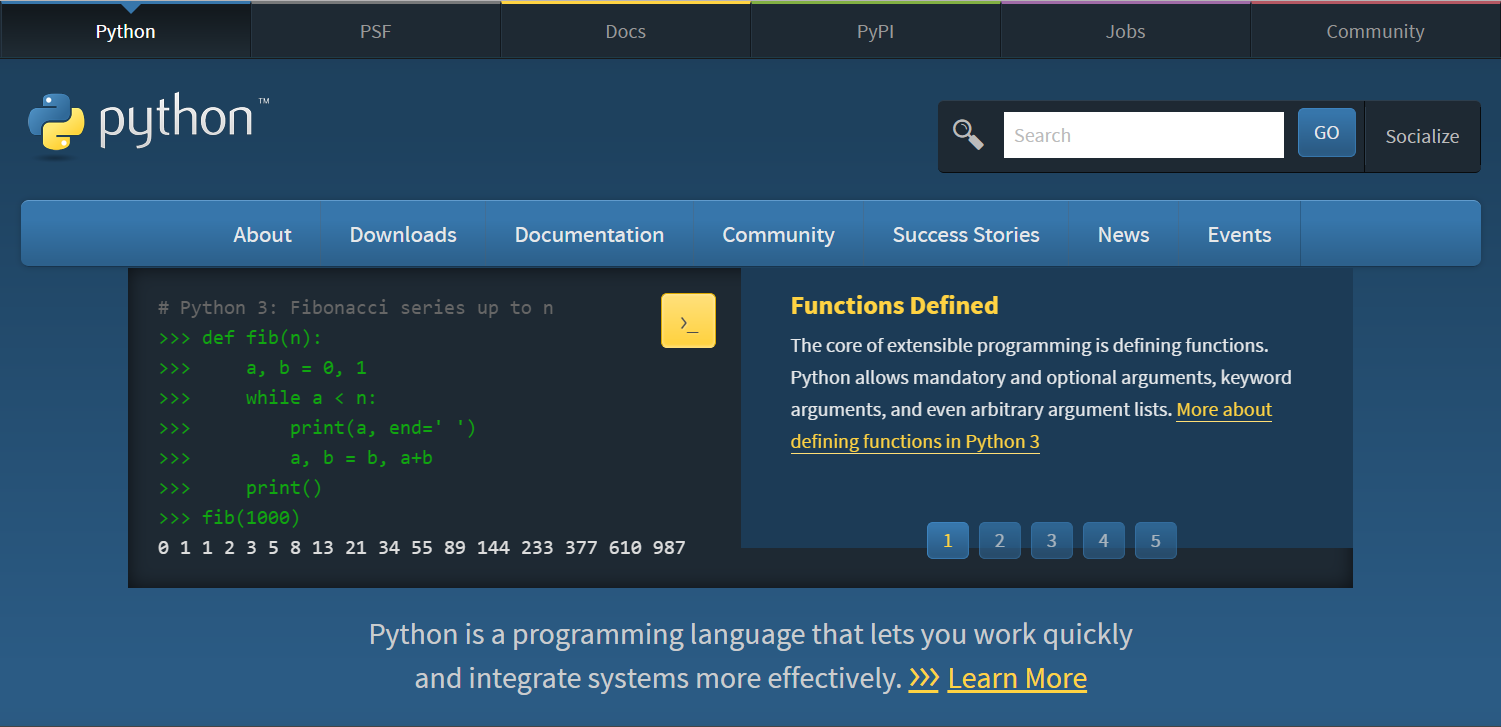 Python PSF Docs PyPI Jobs Community
python™
Search GO Socialize
About Downloads Documentation Community Success Stories News Events
# Python 3: Fibonacci series up to n
>>> def fib(n):
>>>     a, b = 0, 1
>>>     while a < n:
>>>         print(a, end=' ')
>>>         a, b = b, a+b
>>>     print()
>>> fib(1000)
0 1 1 2 3 5 8 13 21 34 55 89 144 233 377 610 987
›_
Functions Defined
The core of extensible programming is defining functions.
Python allows mandatory and optional arguments, keyword
arguments, and even arbitrary argument lists. More about
defining functions in Python 3
1 2 3 4 5
Python is a programming language that lets you work quickly
and integrate systems more effectively. >>> Learn More